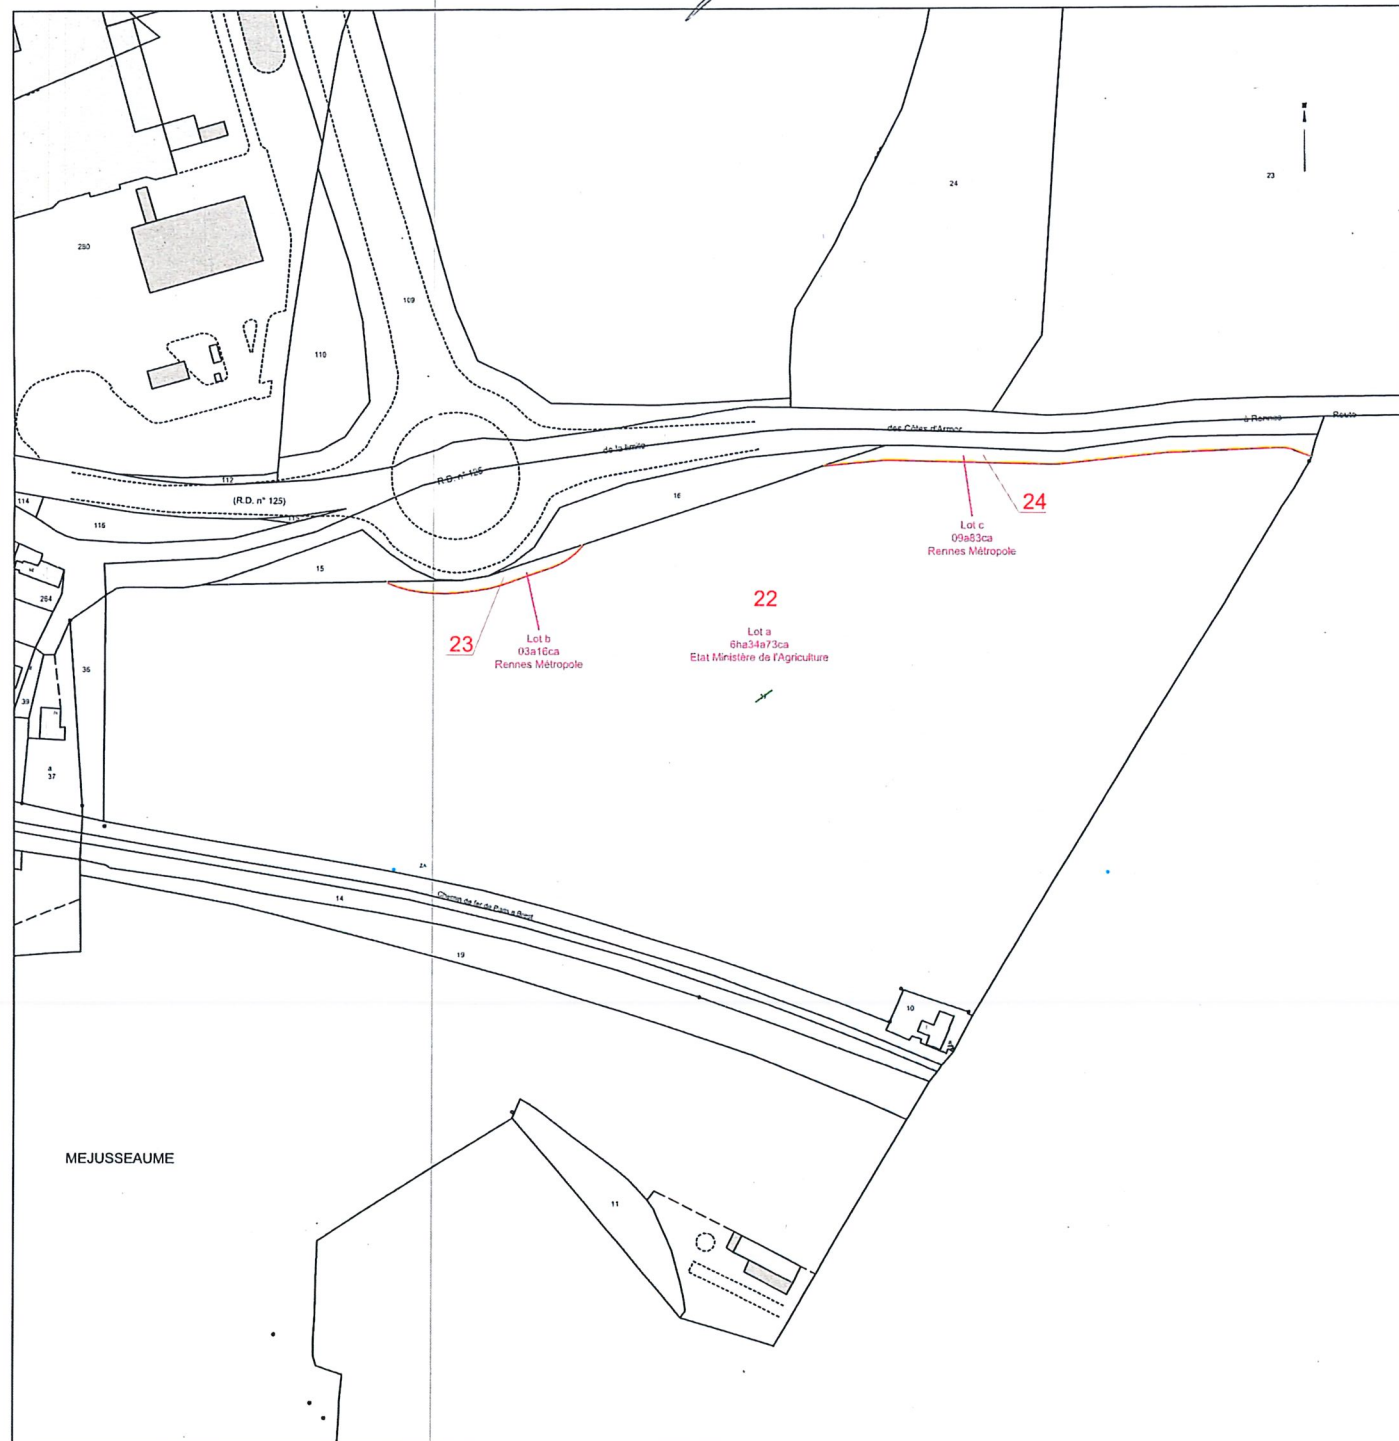 24
23
280
109
110
des Côtes d'Armor
à Rennes
Route
de la limite
R.D. n° 125
112
(R.D. n° 125)
114
115
16
24
Lot c
09a83ca
Rennes Métropole
15
22
23
Lot b
03a16ca
Rennes Métropole
Lot a
6ha34a73ca
Etat Ministère de l'Agriculture
264
36
39
37
Chemin de fer de Paris à Brest
14
19
10
MEJUSSEAUME
11